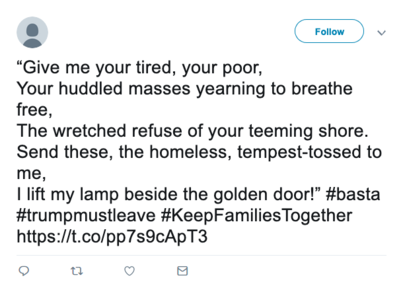 Follow
“Give me your tired, your poor,
Your huddled masses yearning to breathe
free,
The wretched refuse of your teeming shore.
Send these, the homeless, tempest-tossed to
me,
I lift my lamp beside the golden door!” #basta
#trumpmustleave #KeepFamiliesTogether
https://t.co/pp7s9cApT3